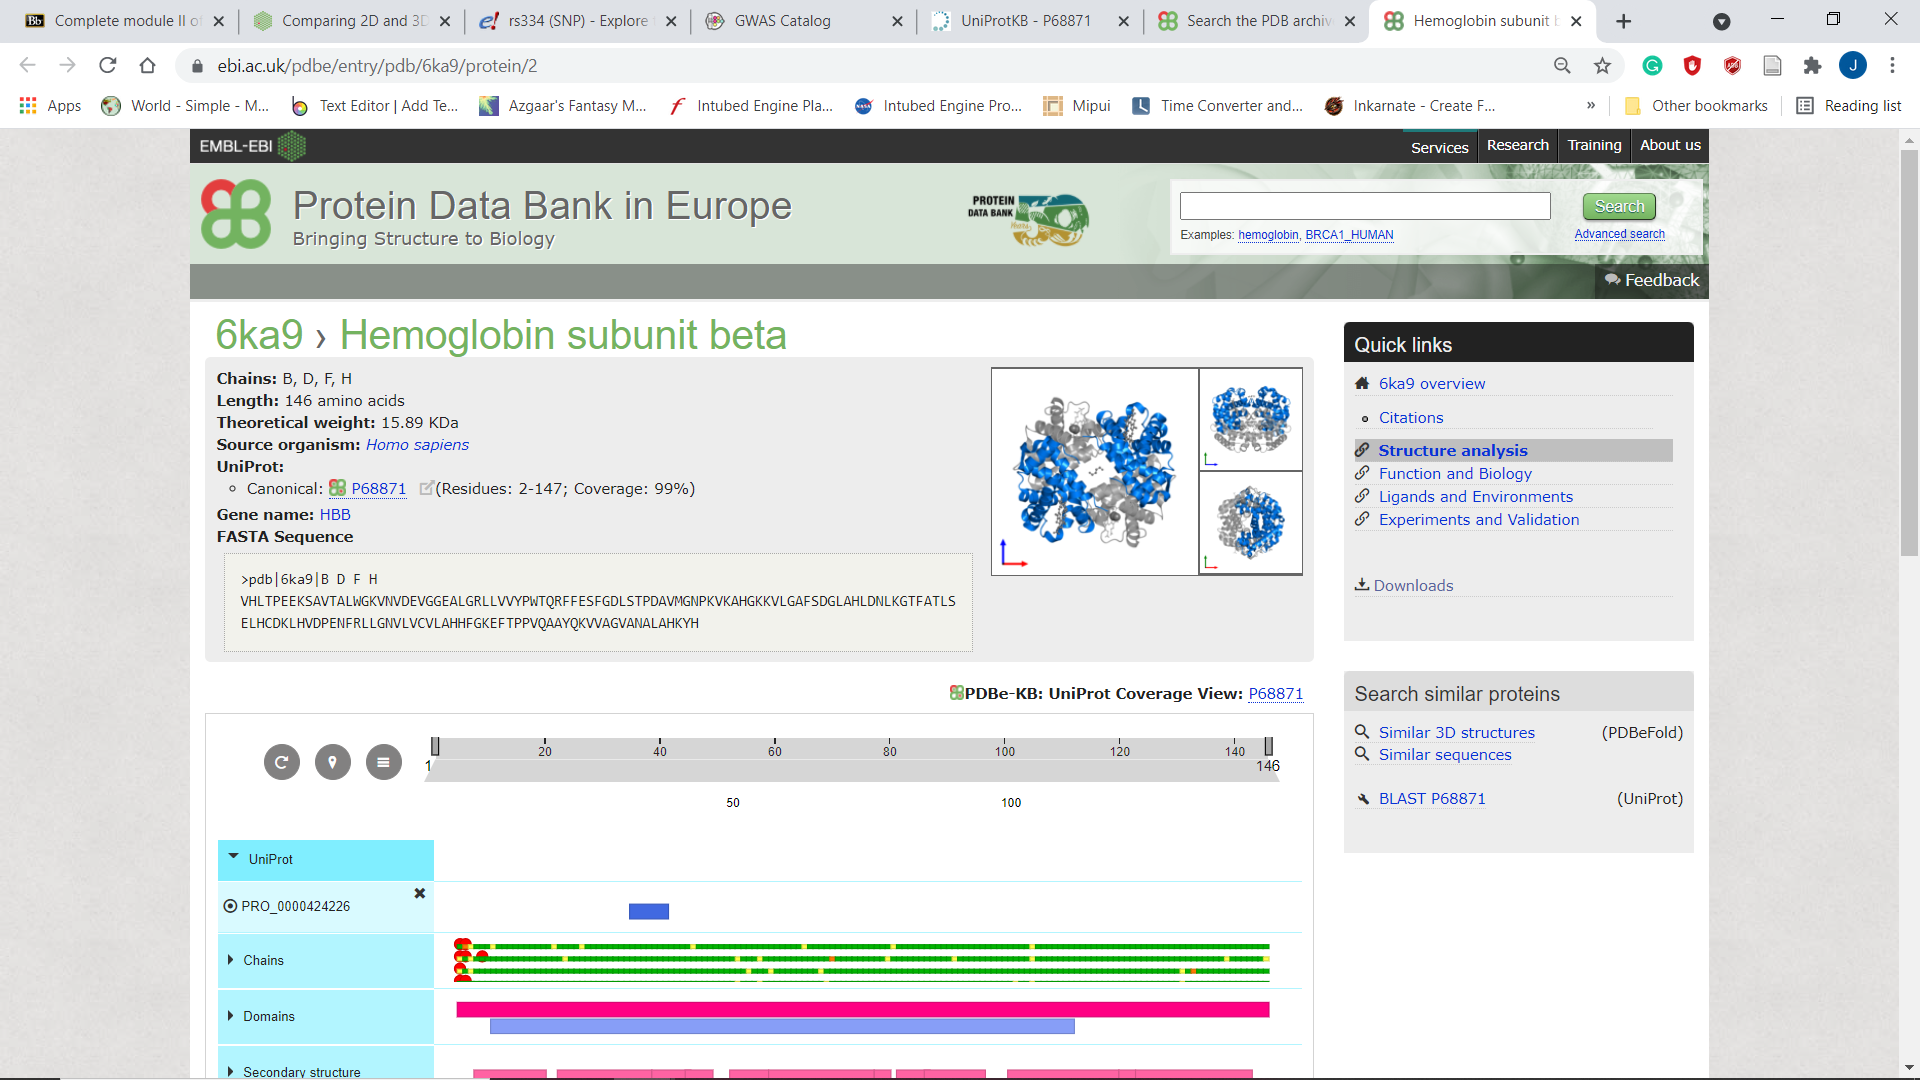 Complete module II of
Comparing 2D and 3D
rs334 (SNP) - Explore
GWAS Catalog
UniProtKB - P68871
Search the PDB archiv
Hemoglobin subunit b
ebi.ac.uk/pdbe/entry/pdb/6ka9/protein/2
Apps
World - Simple - M...
Text Editor | Add Te...
Azgaar's Fantasy M...
Intubed Engine Pla...
Intubed Engine Pro...
Mipui
Time Converter and...
Inkarnate - Create F...
»
Other bookmarks
Reading list
EMBL-EBI
Services
Research
Training
About us
Protein Data Bank in Europe
Bringing Structure to Biology
PROTEIN
DATA BANK
Search
Examples: hemoglobin, BRCA1_HUMAN
Advanced search
Feedback
6ka9 › Hemoglobin subunit beta
Chains: B, D, F, H
Length: 146 amino acids
Theoretical weight: 15.89 KDa
Source organism: Homo sapiens
UniProt:
Canonical: P68871 (Residues: 2-147; Coverage: 99%)
Gene name: HBB
FASTA Sequence
>pdb|6ka9|B D F H
VHLTPEEKSAVTALWGKVNVDEVGGEALGRLLVVYPWTQRFFESFGDLSTPDAVMGNPKVKAHGKKVLGAFSDGLAHLDNLKGTFATLS
ELHCDKLHVDPENFRLLGNVLVCVLAHHFGKEFTPPVQAAYQKVVAGVANALAHKYH
Quick links
6ka9 overview
Citations
Structure analysis
Function and Biology
Ligands and Environments
Experiments and Validation
Downloads
PDBe-KB: UniProt Coverage View: P68871
Search similar proteins
Similar 3D structures (PDBeFold)
Similar sequences
BLAST P68871 (UniProt)
20 40 60 80 100 120 140
1 146
50 100
UniProt
PRO_0000424226
Chains
Domains
Secondary structure